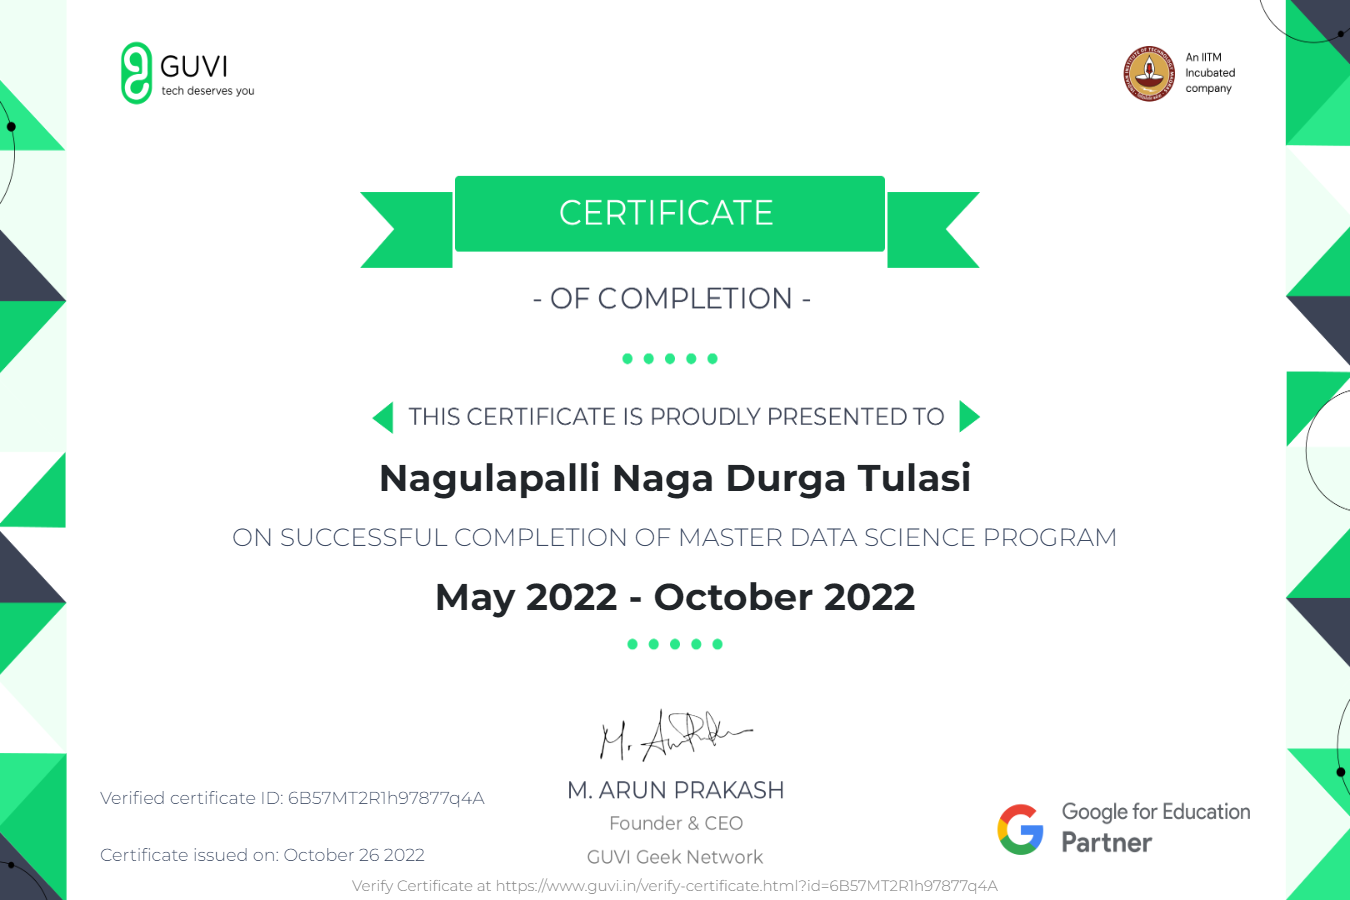 GUVI
tech deserves you
An IITM
Incubated
company
CERTIFICATE
- OF COMPLETION -
THIS CERTIFICATE IS PROUDLY PRESENTED TO
Nagulapalli Naga Durga Tulasi
ON SUCCESSFUL COMPLETION OF MASTER DATA SCIENCE PROGRAM
May 2022 - October 2022
M. ARUN PRAKASH
Founder & CEO
GUVI Geek Network
Verified certificate ID: 6B57MT2R1h97877q4A
Certificate issued on: October 26 2022
Google for Education
Partner
Verify Certificate at https://www.guvi.in/verify-certificate.html?id=6B57MT2R1h97877q4A